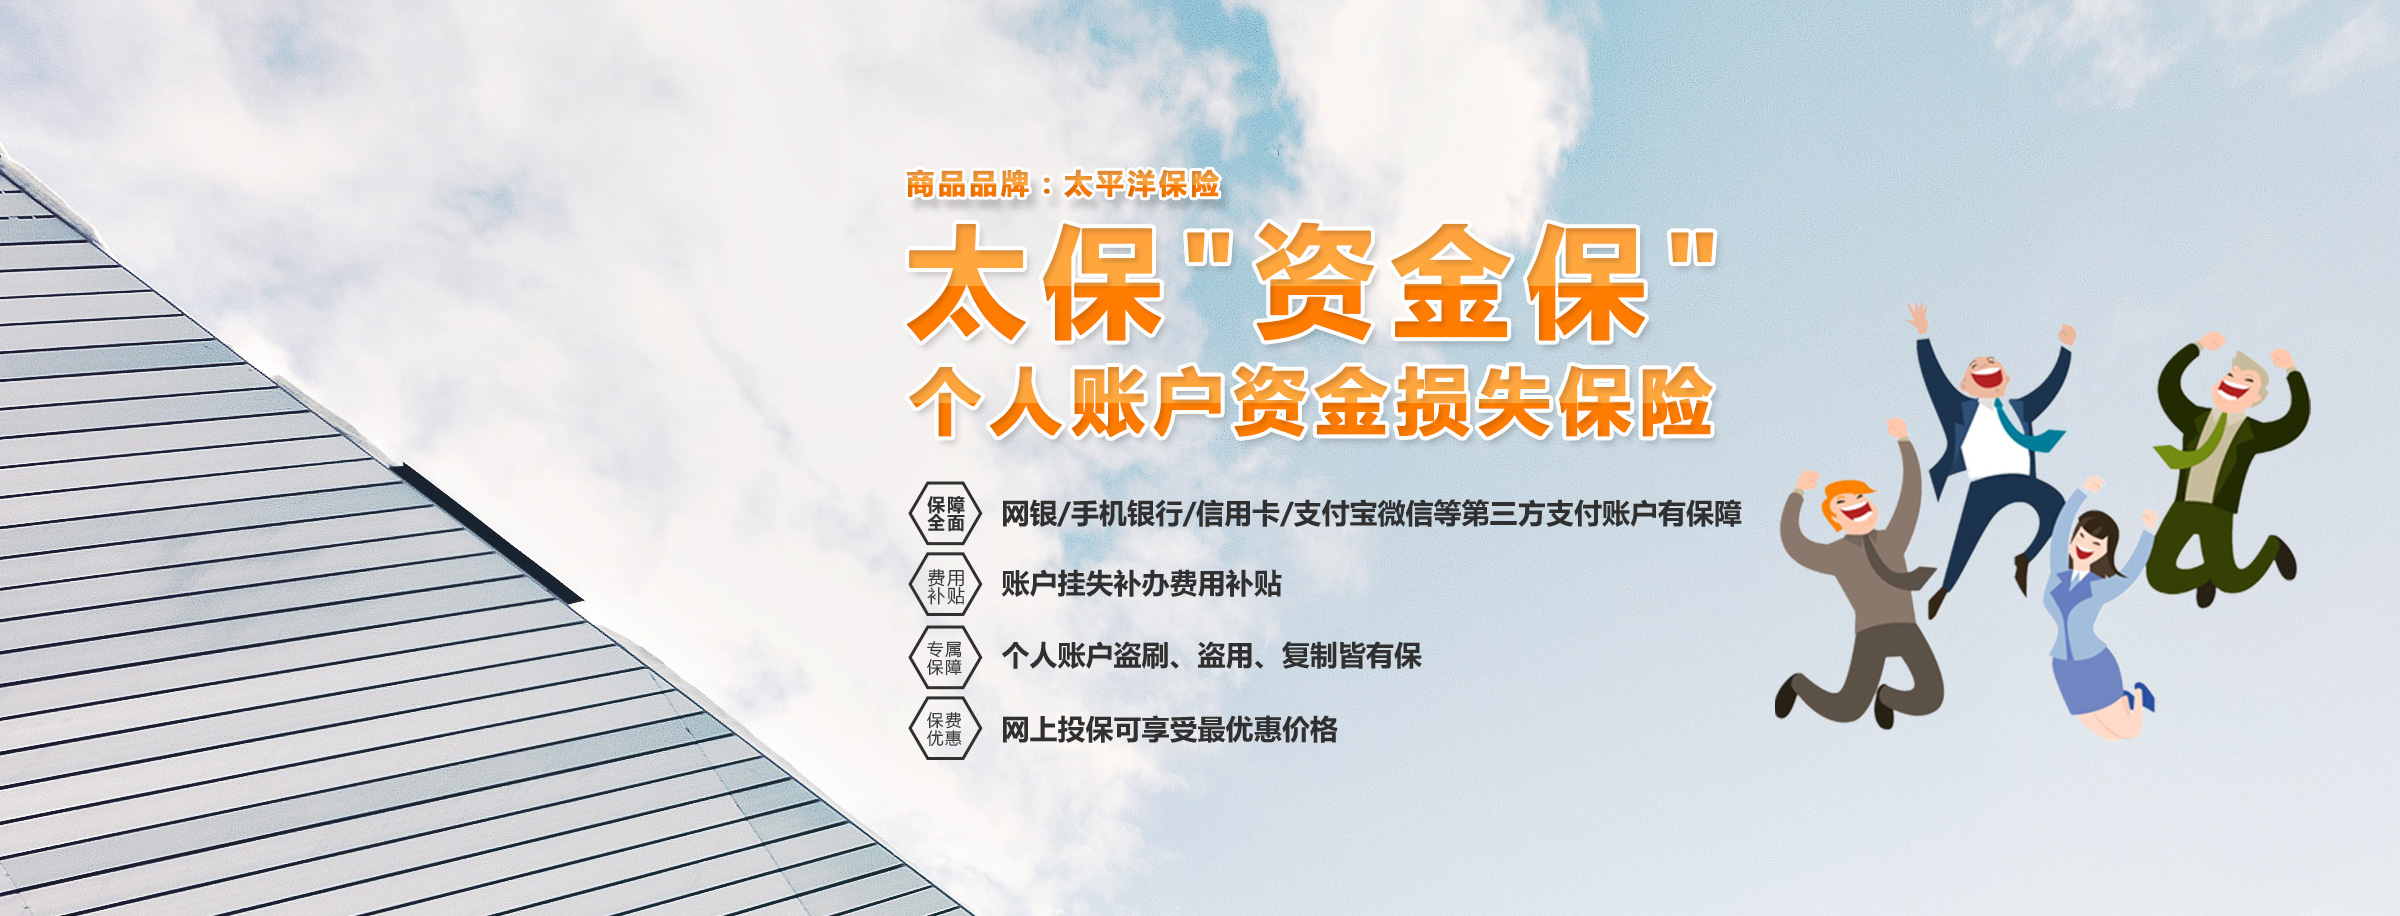 商品品牌：太平洋保险
太保"资金保"
个人账户资金损失保险
保障
全面
网银/手机银行/信用卡/支付宝微信等第三方支付账户有保障
费用
补贴
账户挂失补办费用补贴
专属
保障
个人账户盗刷、盗用、复制皆有保
保费
优惠
网上投保可享受最优惠价格